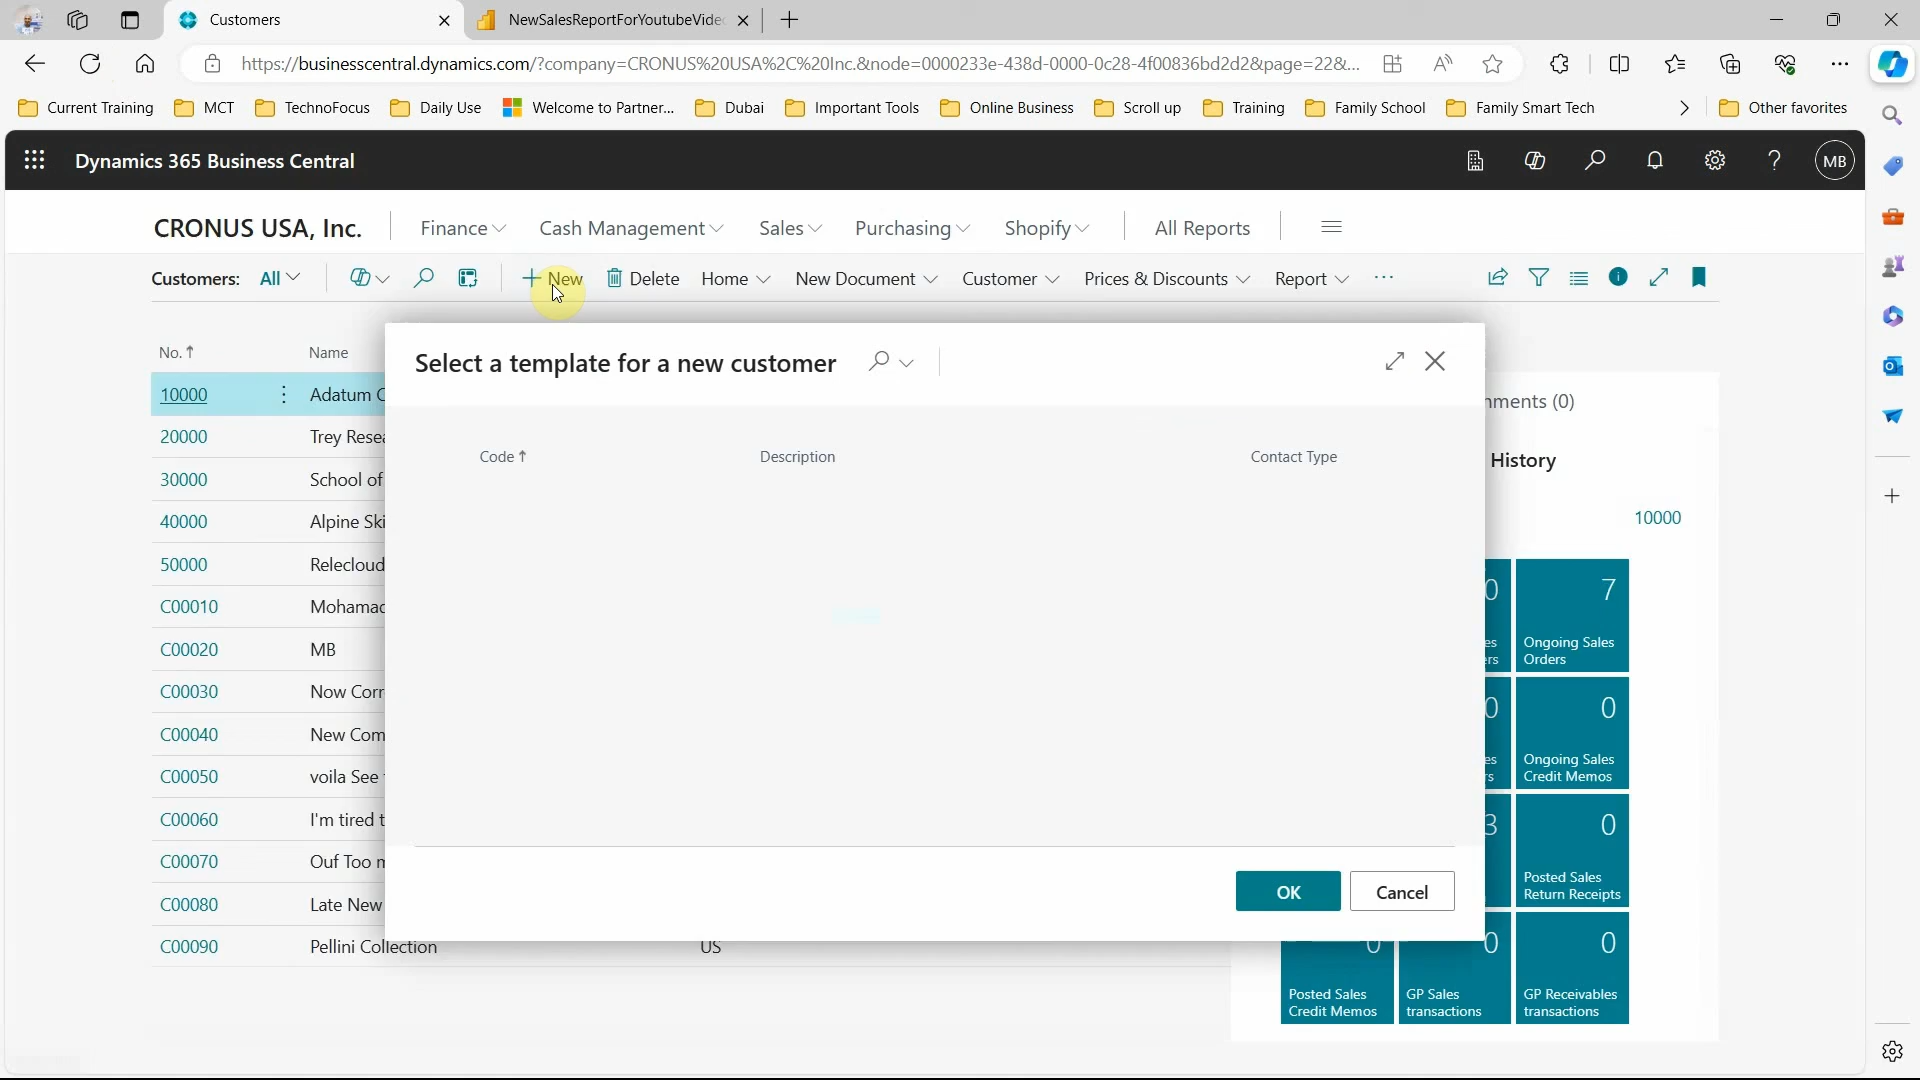 Customers
NewSalesReportForYoutubeVide
https://businesscentral.dynamics.com/?company=CRONUS%20USA%2C%20Inc.&node=0000233e-438d-0000-0c28-4f00836bd2d2&page=22&...
Current Training
MCT
TechnoFocus
Daily Use
Welcome to Partner...
Dubai
Important Tools
Online Business
Scroll up
Training
Family School
Family Smart Tech
Other favorites
Dynamics 365 Business Central
MB
CRONUS USA, Inc.
Finance
Cash Management
Sales
Purchasing
Shopify
All Reports
Customers: All
New
Delete
Home
New Document
Customer
Prices & Discounts
Report
No. ↑
Name
Select a template for a new customer
Code ↑
Description
Contact Type
OK
Cancel
10000
Adatum C
20000
Trey Resea
30000
School of
40000
Alpine Ski
50000
Relecloud
C00010
Mohamad
C00020
MB
C00030
Now Corr
C00040
New Com
C00050
voila See
C00060
I'm tired t
C00070
Ouf Too m
C00080
Late New
C00090
Pellini Collection
US
mments (0)
History
10000
0
7
Ongoing Sales
Orders
0
0
Ongoing Sales
Credit Memos
3
0
Posted Sales
Return Receipts
0
Posted Sales
Credit Memos
0
GP Sales
transactions
0
GP Receivables
transactions